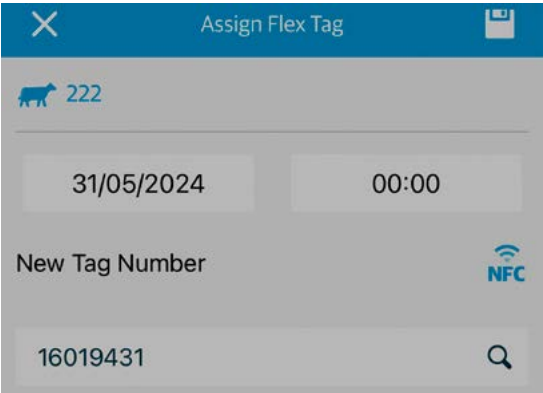 Assign Flex Tag
222
31/05/2024 00:00
New Tag Number
NFC
16019431